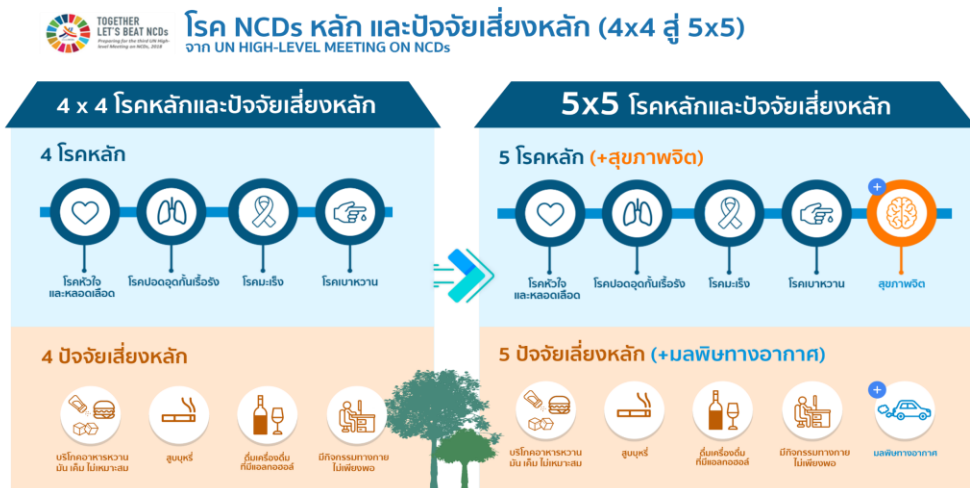 TOGETHER
LET'S BEAT NCDs
Preparing for the third UN High-
level Meeting on NCDs, 2018
โรค NCDs หลัก และปัจจัยเสี่ยงหลัก (4x4 สู่ 5x5)
จาก UN HIGH-LEVEL MEETING ON NCDs
4 x 4 โรคหลักและปัจจัยเสี่ยงหลัก
4 โรคหลัก
โรคหัวใจ
และหลอดเลือด
โรคปอดอุดกั้นเรื้อรัง
โรคมะเร็ง
โรคเบาหวาน
4 ปัจจัยเสี่ยงหลัก
บริโภคอาหารหวาน
มัน เค็ม ไม่เหมาะสม
สูบบุหรี่
ดื่มเครื่องดื่ม
ที่มีแอลกอฮอล์
มีกิจกรรมทางกาย
ไม่เพียงพอ
5x5 โรคหลักและปัจจัยเสี่ยงหลัก
5 โรคหลัก (+สุขภาพจิต)
โรคหัวใจ
และหลอดเลือด
โรคปอดอุดกั้นเรื้อรัง
โรคมะเร็ง
โรคเบาหวาน
สุขภาพจิต
5 ปัจจัยเลี่ยงหลัก (+มลพิษทางอากาศ)
บริโภคอาหารหวาน
มัน เค็ม ไม่เหมาะสม
สูบบุหรี่
ดื่มเครื่องดื่ม
ที่มีแอลกอฮอล์
มีกิจกรรมทางกาย
ไม่เพียงพอ
มลพิษทางอากาศ